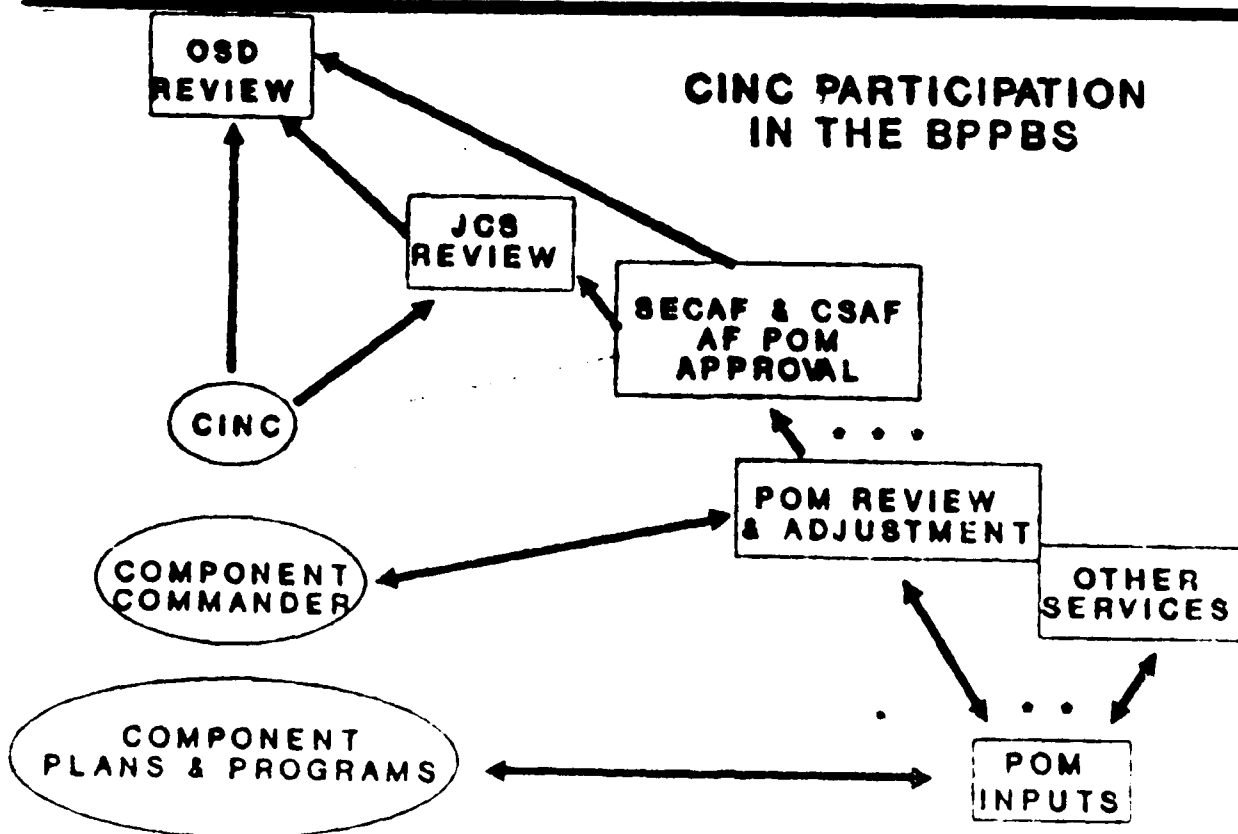 OSD
REVIEW
CINC PARTICIPATION
IN THE BPPBS
JCS
REVIEW
SECAF & CSAF
AF POM
APPROVAL
CINC
POM REVIEW
& ADJUSTMENT
COMPONENT
COMMANDER
OTHER
SERVICES
COMPONENT
PLANS & PROGRAMS
POM
INPUTS